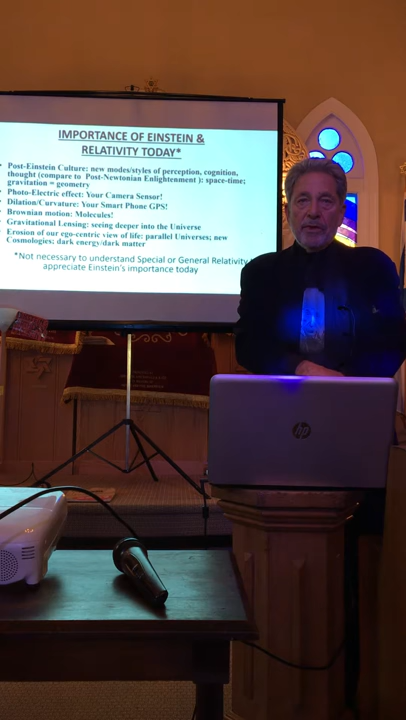 IMPORTANCE OF EINSTEIN &
RELATIVITY TODAY*
Post-Einstein Culture: new modes/styles of perception, cognition,
thought (compare to Post-Newtonian Enlightenment ): space-time;
gravitation = geometry
Photo-Electric effect: Your Camera Sensor!
Dilation/Curvature: Your Smart Phone GPS!
Brownian motion: Molecules!
Gravitational Lensing: seeing deeper into the Universe
Erosion of our ego-centric view of life: parallel Universes; new
Cosmologies; dark energy/dark matter
*Not necessary to understand Special or General Relativity
appreciate Einstein's importance today
hp